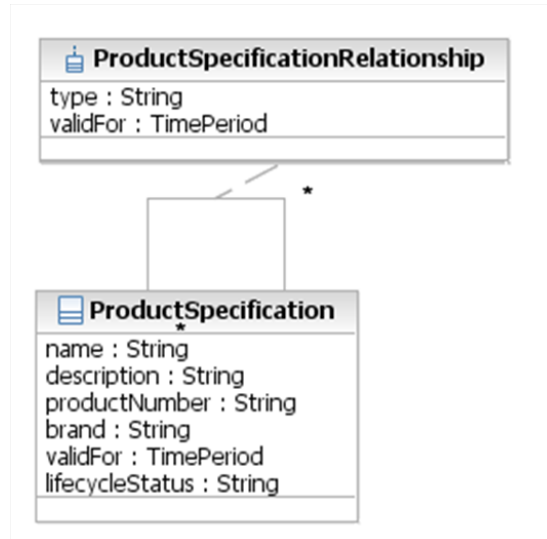 ProductSpecificationRelationship
type : String
validFor : TimePeriod
*
ProductSpecification
*
name : String
description : String
productNumber : String
brand : String
validFor : TimePeriod
lifecycleStatus : String